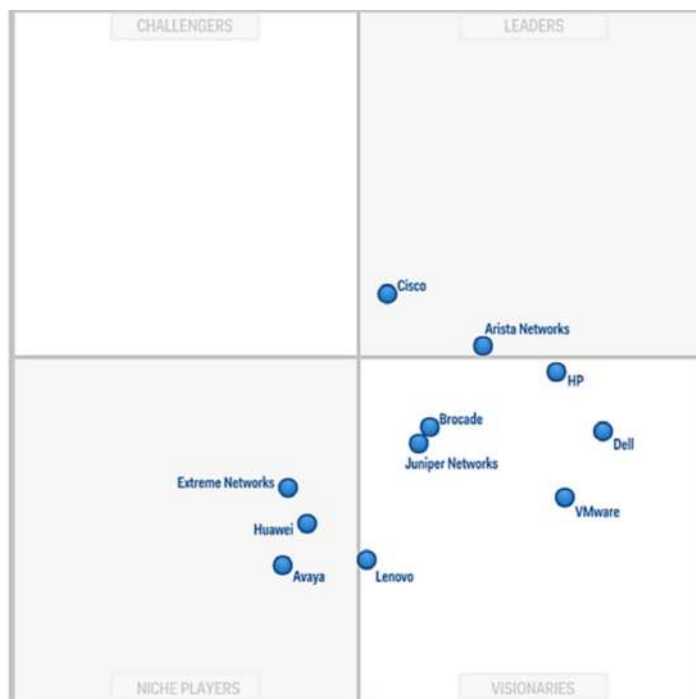 CHALLENGERS
LEADERS
Cisco
Arista Networks
HP
Brocade
Dell
Juniper Networks
Extreme Networks
VMware
Huawei
Avaya
Lenovo
NICHE PLAYERS
VISIONARIES